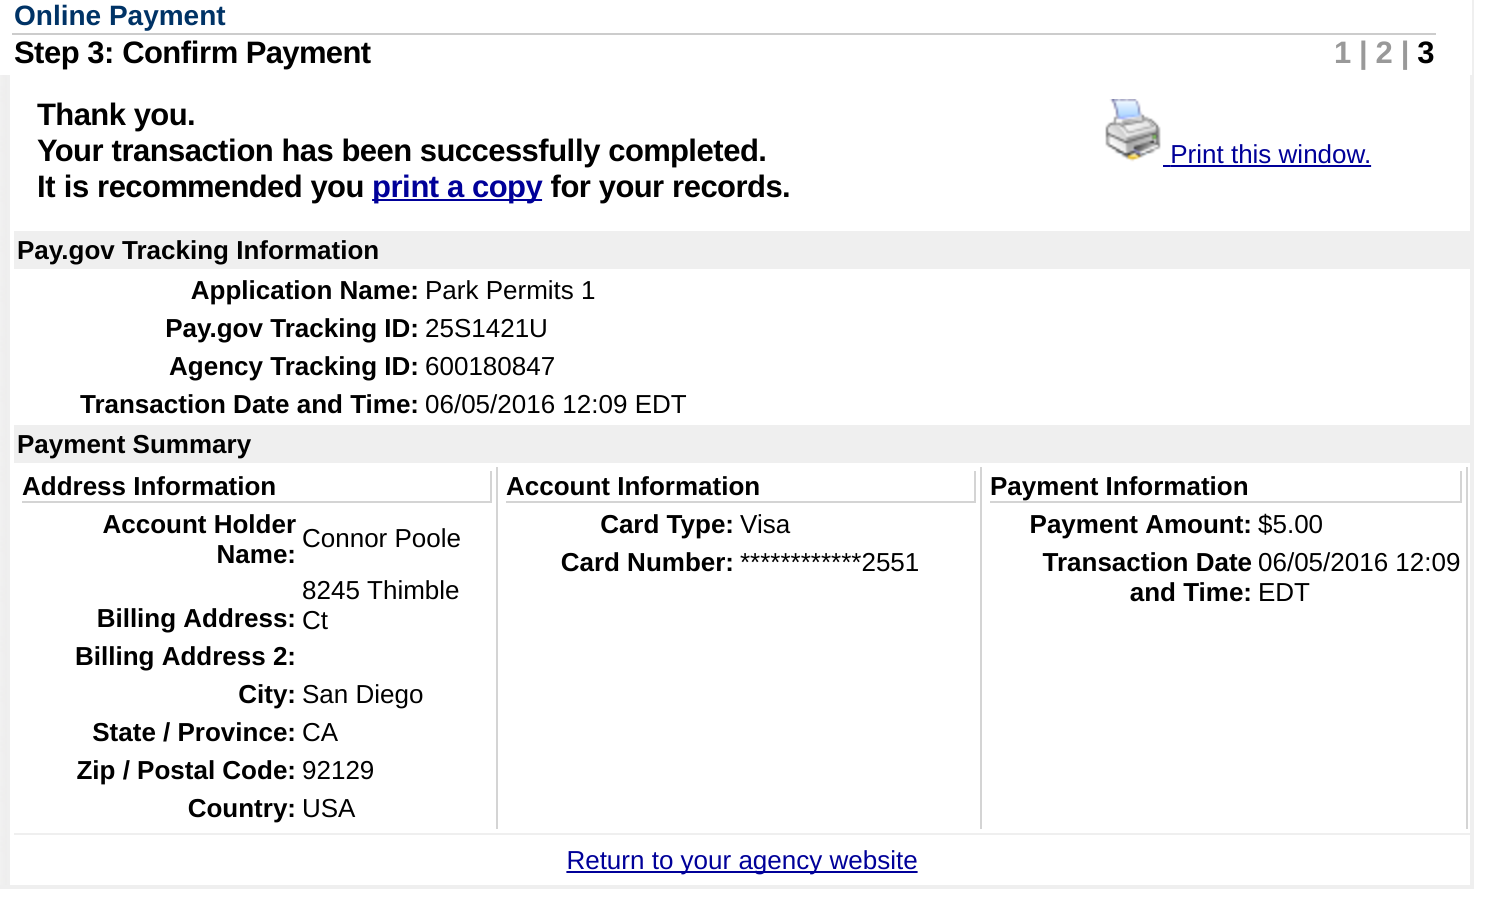 Online Payment
Step 3: Confirm Payment 1 | 2 | 3
Thank you.
Your transaction has been successfully completed.
It is recommended you print a copy for your records.
Print this window.
Pay.gov Tracking Information
Application Name: Park Permits 1
Pay.gov Tracking ID: 25S1421U
Agency Tracking ID: 600180847
Transaction Date and Time: 06/05/2016 12:09 EDT
Payment Summary
Address Information
Account Holder
Name: Connor Poole
8245 Thimble
Billing Address: Ct
Billing Address 2:
City: San Diego
State / Province: CA
Zip / Postal Code: 92129
Country: USA
Account Information
Card Type: Visa
Card Number: ************2551
Payment Information
Payment Amount: $5.00
Transaction Date 06/05/2016 12:09
and Time: EDT
Return to your agency website